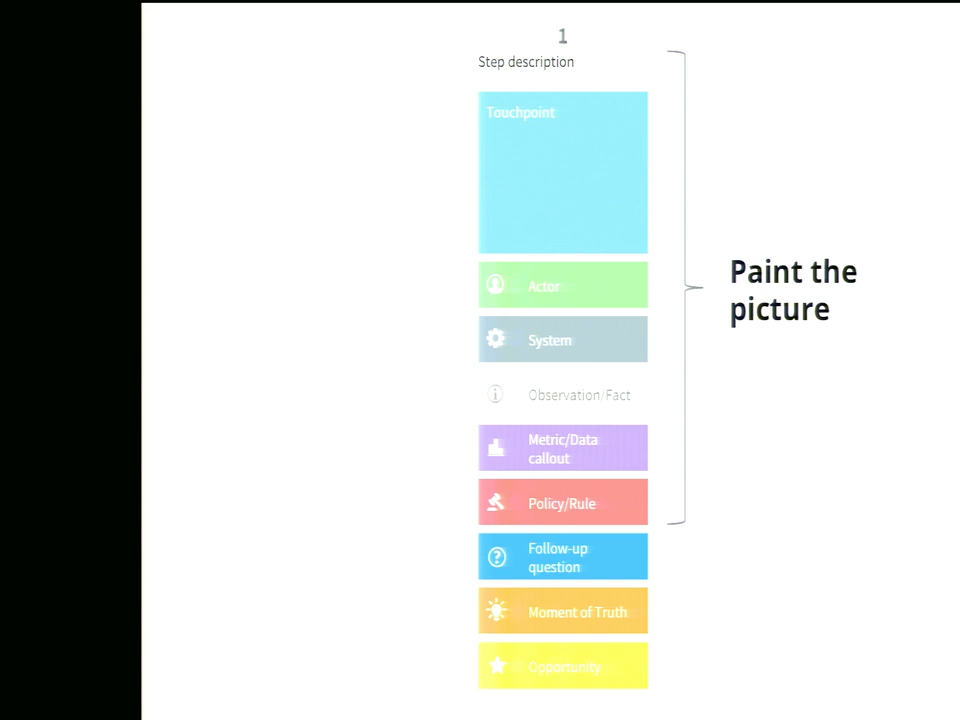 1
Step description
Touchpoint
Actor
System
Observation/Fact
Metric/Data
callout
Policy/Rule
Follow-up
question
Moment of Truth
Opportunity
Paint the
picture